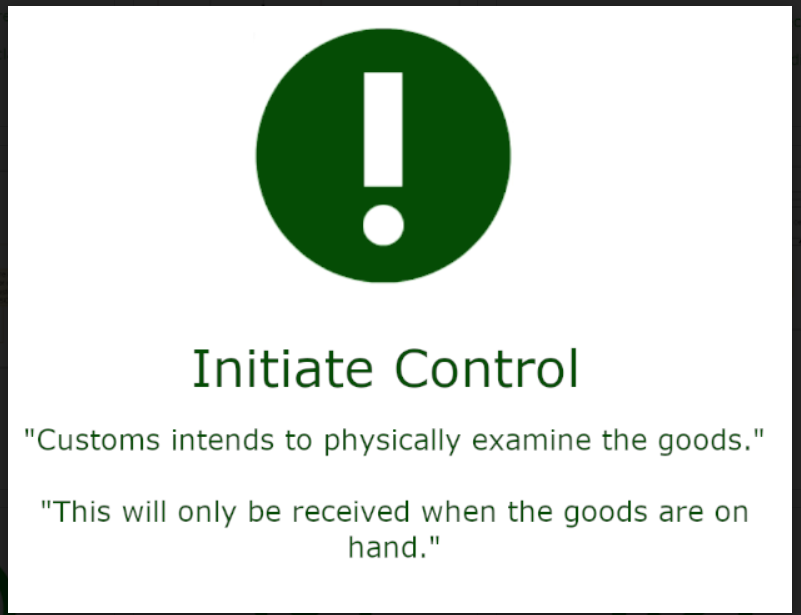 Initiate Control
"Customs intends to physically examine the goods."
"This will only be received when the goods are on
hand."